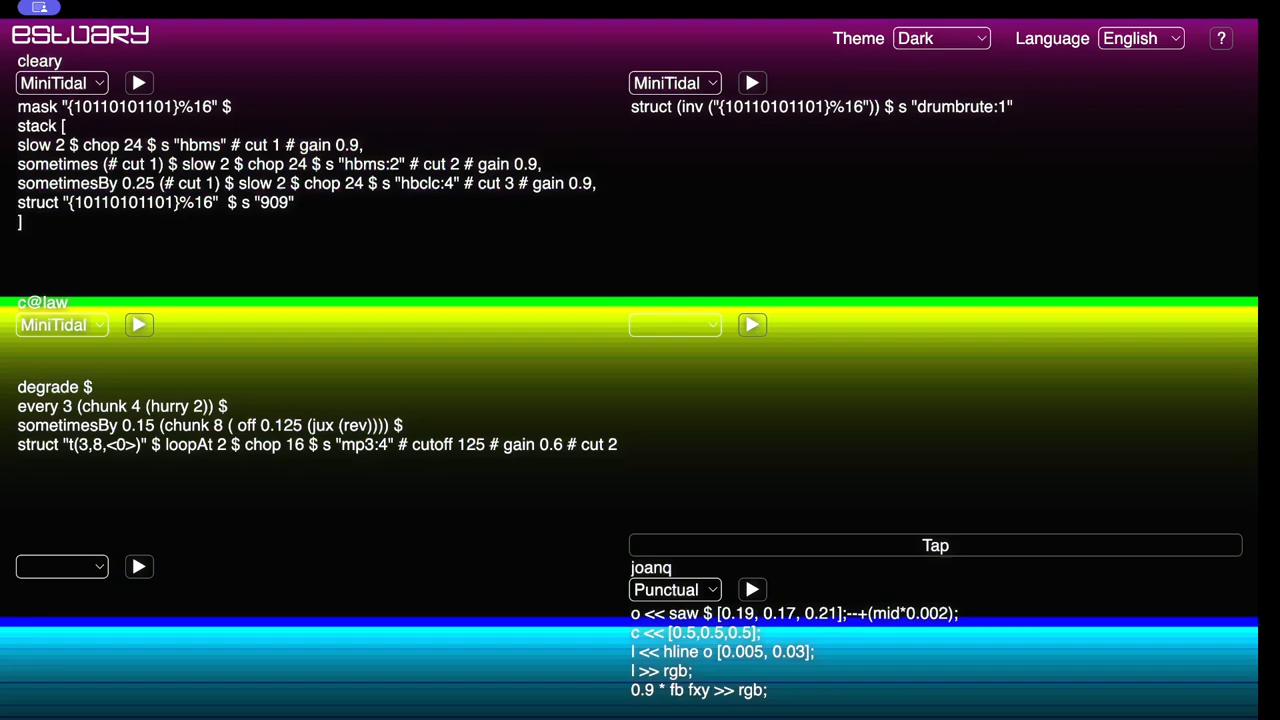 estuary
Theme Dark Language English ?
cleary
MiniTidal
mask "{10110101101}%16" $
stack [
slow 2 $ chop 24 $ s "hbms" # cut 1 # gain 0.9,
sometimes (# cut 1) $ slow 2 $ chop 24 $ s "hbms:2" # cut 2 # gain 0.9,
sometimesBy 0.25 (# cut 1) $ slow 2 $ chop 24 $ s "hbclc:4" # cut 3 # gain 0.9,
struct "{10110101101}%16"  $ s "909"
]
MiniTidal
struct (inv ("{10110101101}%16")) $ s "drumbrute:1"
c@law
MiniTidal
degrade $
every 3 (chunk 4 (hurry 2)) $
sometimesBy 0.15 (chunk 8 ( off 0.125 (jux (rev)))) $
struct "t(3,8,<0>)" $ loopAt 2 $ chop 16 $ s "mp3:4" # cutoff 125 # gain 0.6 # cut 2
Tap
joanq
Punctual
o << saw $ [0.19, 0.17, 0.21];--+(mid*0.002);
c << [0.5,0.5,0.5];
l << hline o [0.005, 0.03];
l >> rgb;
0.9 * fb fxy >> rgb;